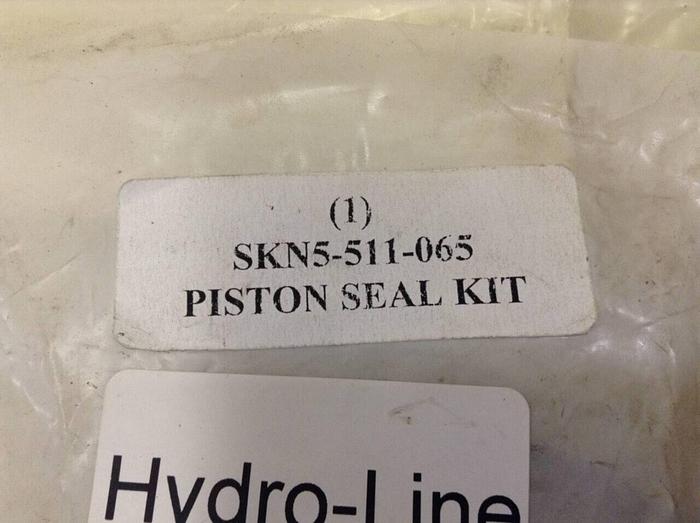 (1)
SKN5-511-065
PISTON SEAL KIT
Hydro-Line